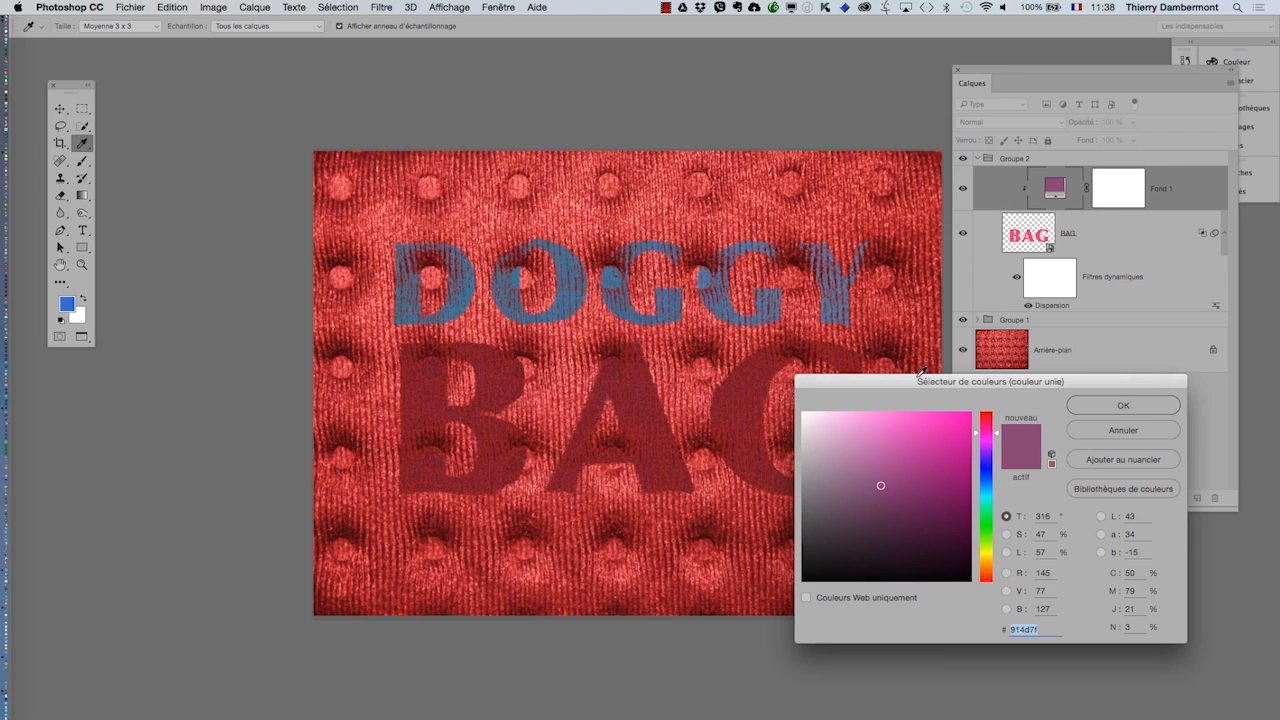 Photoshop CC Fichier Edition Image Calque Texte Sélection Filtre 3D Affichage Fenêtre Aide 100% 11:38 Thierry Dambermont
Taille : Moyenne 3 x 3 Echantillon : Tous les calques Afficher anneau d'échantillonnage Les indispensables
Couleur
Calques
Type
Normal Opacité : 100 %
Verrou : Fond : 100 %
Groupe 2
Fond 1
BAG BAG
Filtres dynamiques
Dispersion
Groupe 1
Arrière-plan
DOGGY
BAG
Sélecteur de couleurs (couleur unie)
nouveau
actif
OK
Annuler
Ajouter au nuancier
Bibliothèques de couleurs
T : 316 ° L : 43
S : 47 % a : 34
L : 57 % b : -15
R : 145 C : 50 %
V : 77 M : 79 %
B : 127 J : 21 %
# 914d7f N : 3 %
Couleurs Web uniquement